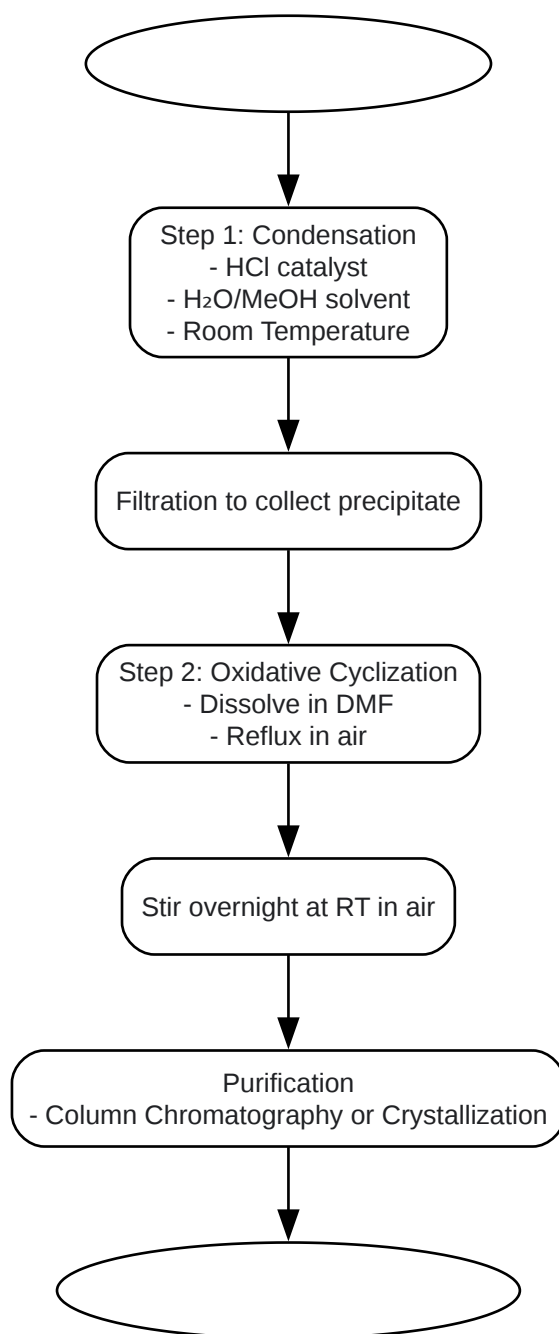 Step 1: Condensation
- HCl catalyst
- H₂O/MeOH solvent
- Room Temperature
Filtration to collect precipitate
Step 2: Oxidative Cyclization
- Dissolve in DMF
- Reflux in air
Stir overnight at RT in air
Purification
- Column Chromatography or Crystallization